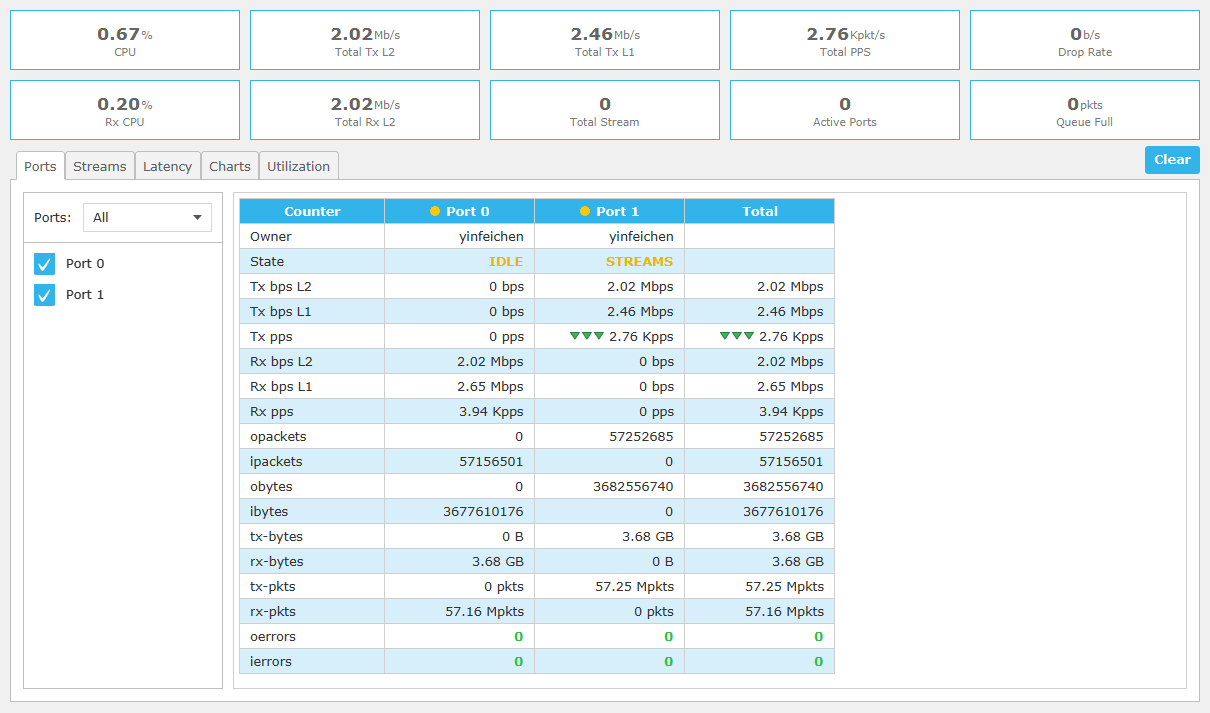 0.67% 2.02Mb/s 2.46Mb/s 2.76Kpkt/s 0b/s
CPU Total Tx L2 Total Tx L1 Total PPS Drop Rate
0.20% 2.02Mb/s 0 0 0pkts
Rx CPU Total Rx L2 Total Stream Active Ports Queue Full
Ports Streams Latency Charts Utilization Clear
Ports: All
Port 0
Port 1
Counter Port 0 Port 1 Total
Owner yinfeichen yinfeichen
State IDLE STREAMS
Tx bps L2 0 bps 2.02 Mbps 2.02 Mbps
Tx bps L1 0 bps 2.46 Mbps 2.46 Mbps
Tx pps 0 pps 2.76 Kpps 2.76 Kpps
Rx bps L2 2.02 Mbps 0 bps 2.02 Mbps
Rx bps L1 2.65 Mbps 0 bps 2.65 Mbps
Rx pps 3.94 Kpps 0 pps 3.94 Kpps
opackets 0 57252685 57252685
ipackets 57156501 0 57156501
obytes 0 3682556740 3682556740
ibytes 3677610176 0 3677610176
tx-bytes 0 B 3.68 GB 3.68 GB
rx-bytes 3.68 GB 0 B 3.68 GB
tx-pkts 0 pkts 57.25 Mpkts 57.25 Mpkts
rx-pkts 57.16 Mpkts 0 pkts 57.16 Mpkts
oerrors 0 0 0
ierrors 0 0 0